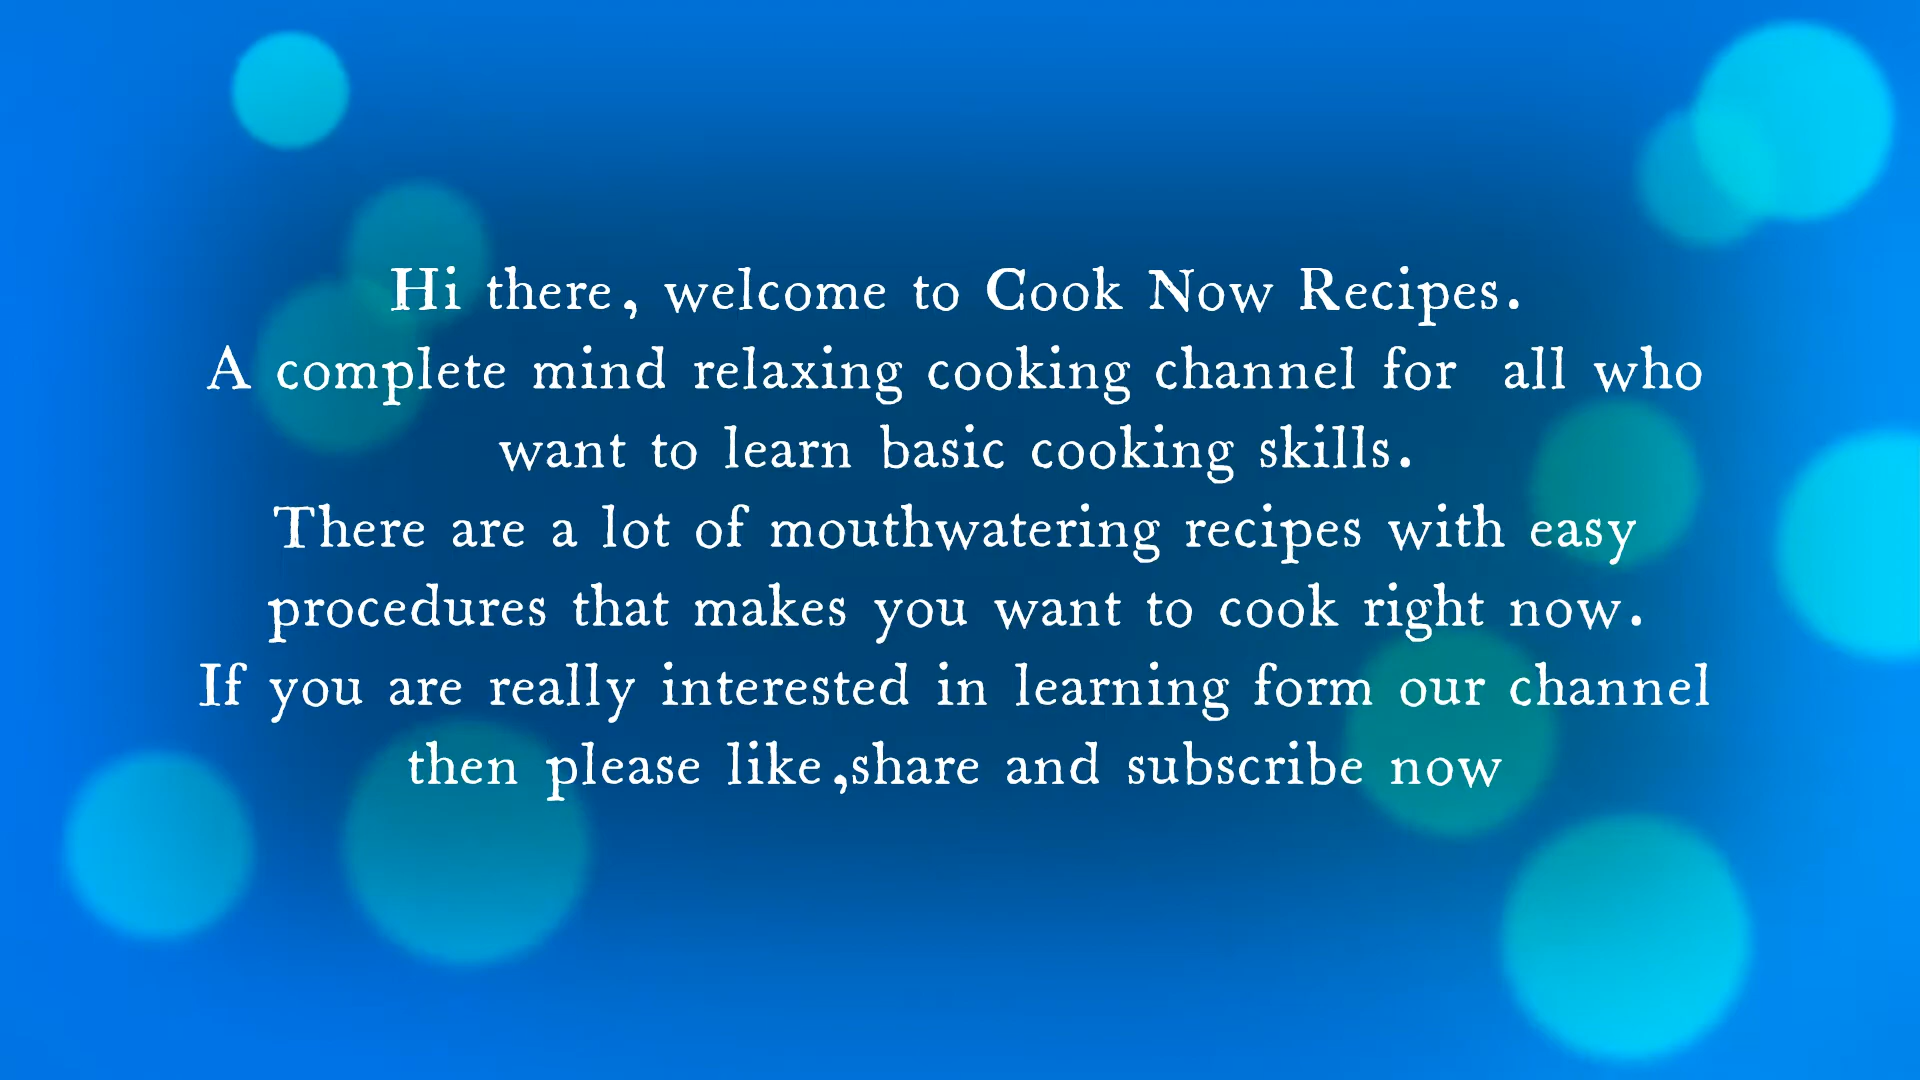 Hi there, welcome to Cook Now Recipes.
A complete mind relaxing cooking channel for  all who
want to learn basic cooking skills.
There are a lot of mouthwatering recipes with easy
procedures that makes you want to cook right now.
If you are really interested in learning form our channel
then please like,share and subscribe now